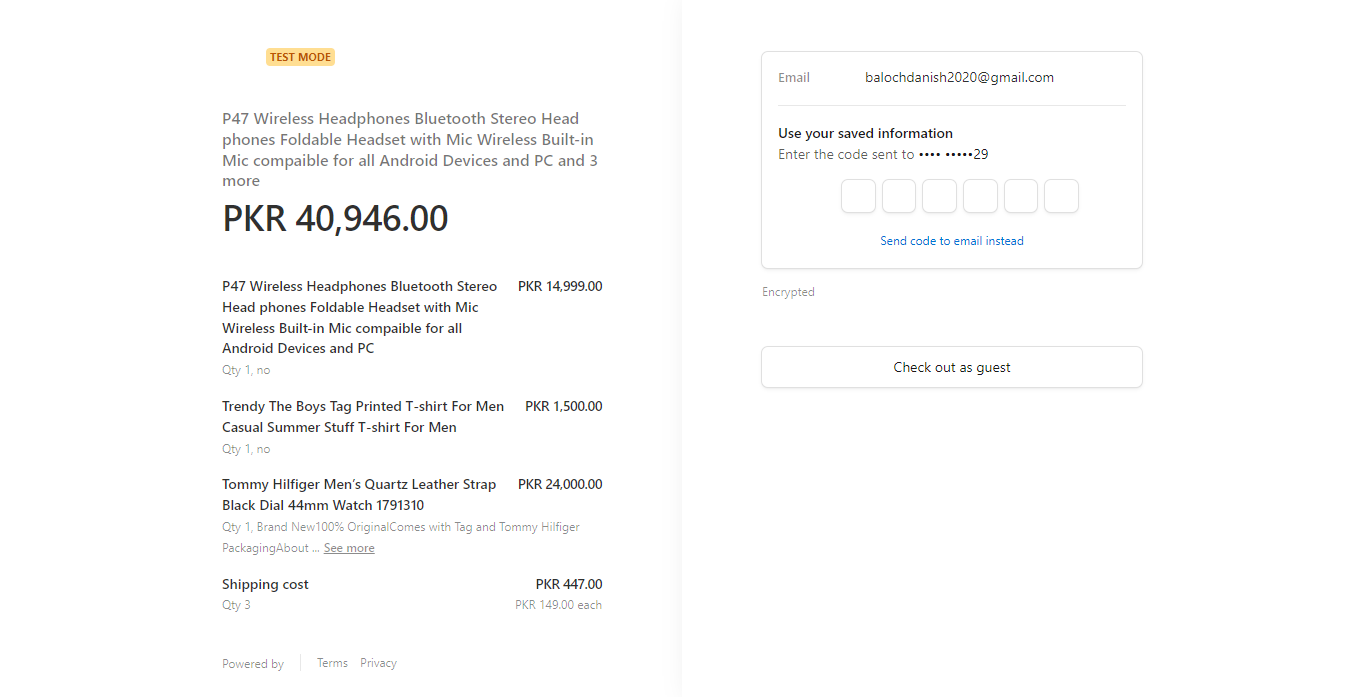 TEST MODE
P47 Wireless Headphones Bluetooth Stereo Head
phones Foldable Headset with Mic Wireless Built-in
Mic compaible for all Android Devices and PC and 3
more
PKR 40,946.00
P47 Wireless Headphones Bluetooth Stereo PKR 14,999.00
Head phones Foldable Headset with Mic
Wireless Built-in Mic compaible for all
Android Devices and PC
Qty 1, no
Trendy The Boys Tag Printed T-shirt For Men PKR 1,500.00
Casual Summer Stuff T-shirt For Men
Qty 1, no
Tommy Hilfiger Men’s Quartz Leather Strap PKR 24,000.00
Black Dial 44mm Watch 1791310
Qty 1, Brand New100% OriginalComes with Tag and Tommy Hilfiger
PackagingAbout ... See more
Shipping cost PKR 447.00
Qty 3 PKR 149.00 each
Powered by Terms Privacy
Email balochdanish2020@gmail.com
Use your saved information
Enter the code sent to •••• •••••29
Send code to email instead
Encrypted
Check out as guest